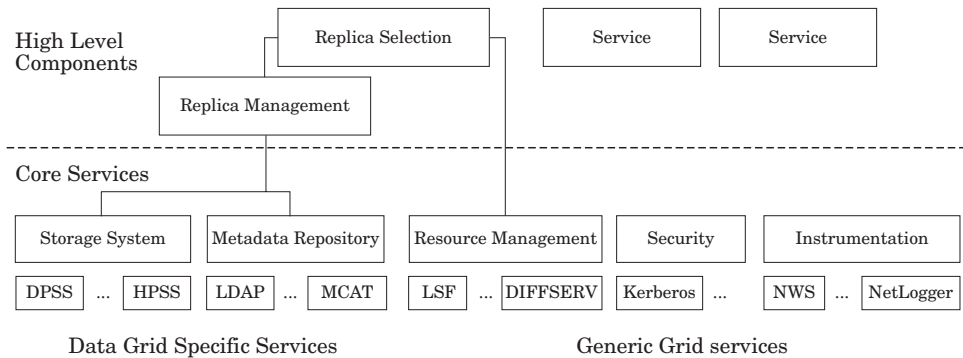 High Level
Components
Replica Selection
Service
Service
Replica Management
Core Services
Storage System
Metadata Repository
Resource Management
Security
Instrumentation
DPSS ... HPSS
LDAP ... MCAT
LSF ... DIFFSERV
Kerberos ...
NWS ... NetLogger
Data Grid Specific Services
Generic Grid services